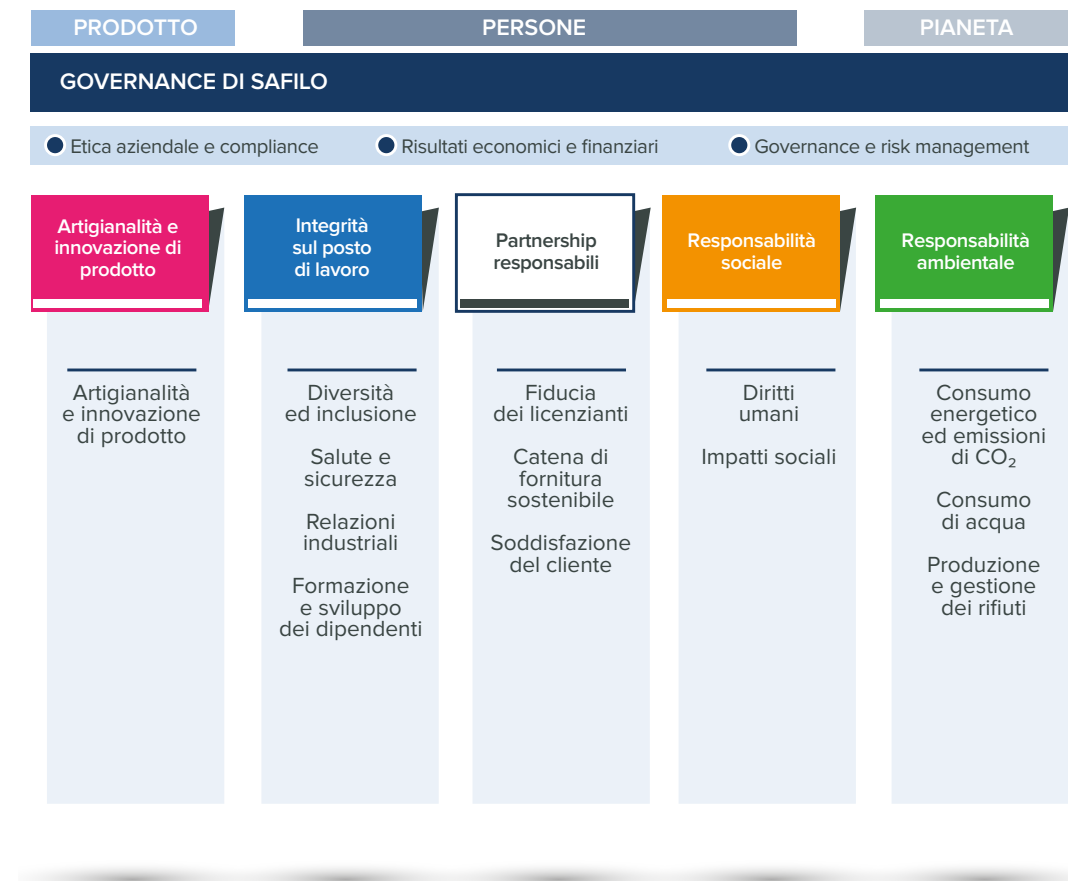 PRODOTTO
PERSONE
PIANETA
GOVERNANCE DI SAFILO
Etica aziendale e compliance
Risultati economici e finanziari
Governance e risk management
Artigianalità e
innovazione di
prodotto
Integrità
sul posto
di lavoro
Partnership
responsabili
Responsabilità
sociale
Responsabilità
ambientale
Artigianalità
e innovazione
di prodotto
Diversità
ed inclusione
Salute e
sicurezza
Relazioni
industriali
Formazione
e sviluppo
dei dipendenti
Fiducia
dei licenzianti
Catena di
fornitura
sostenibile
Soddisfazione
del cliente
Diritti
umani
Impatti sociali
Consumo
energetico
ed emissioni
di CO₂
Consumo
di acqua
Produzione
e gestione
dei rifiuti